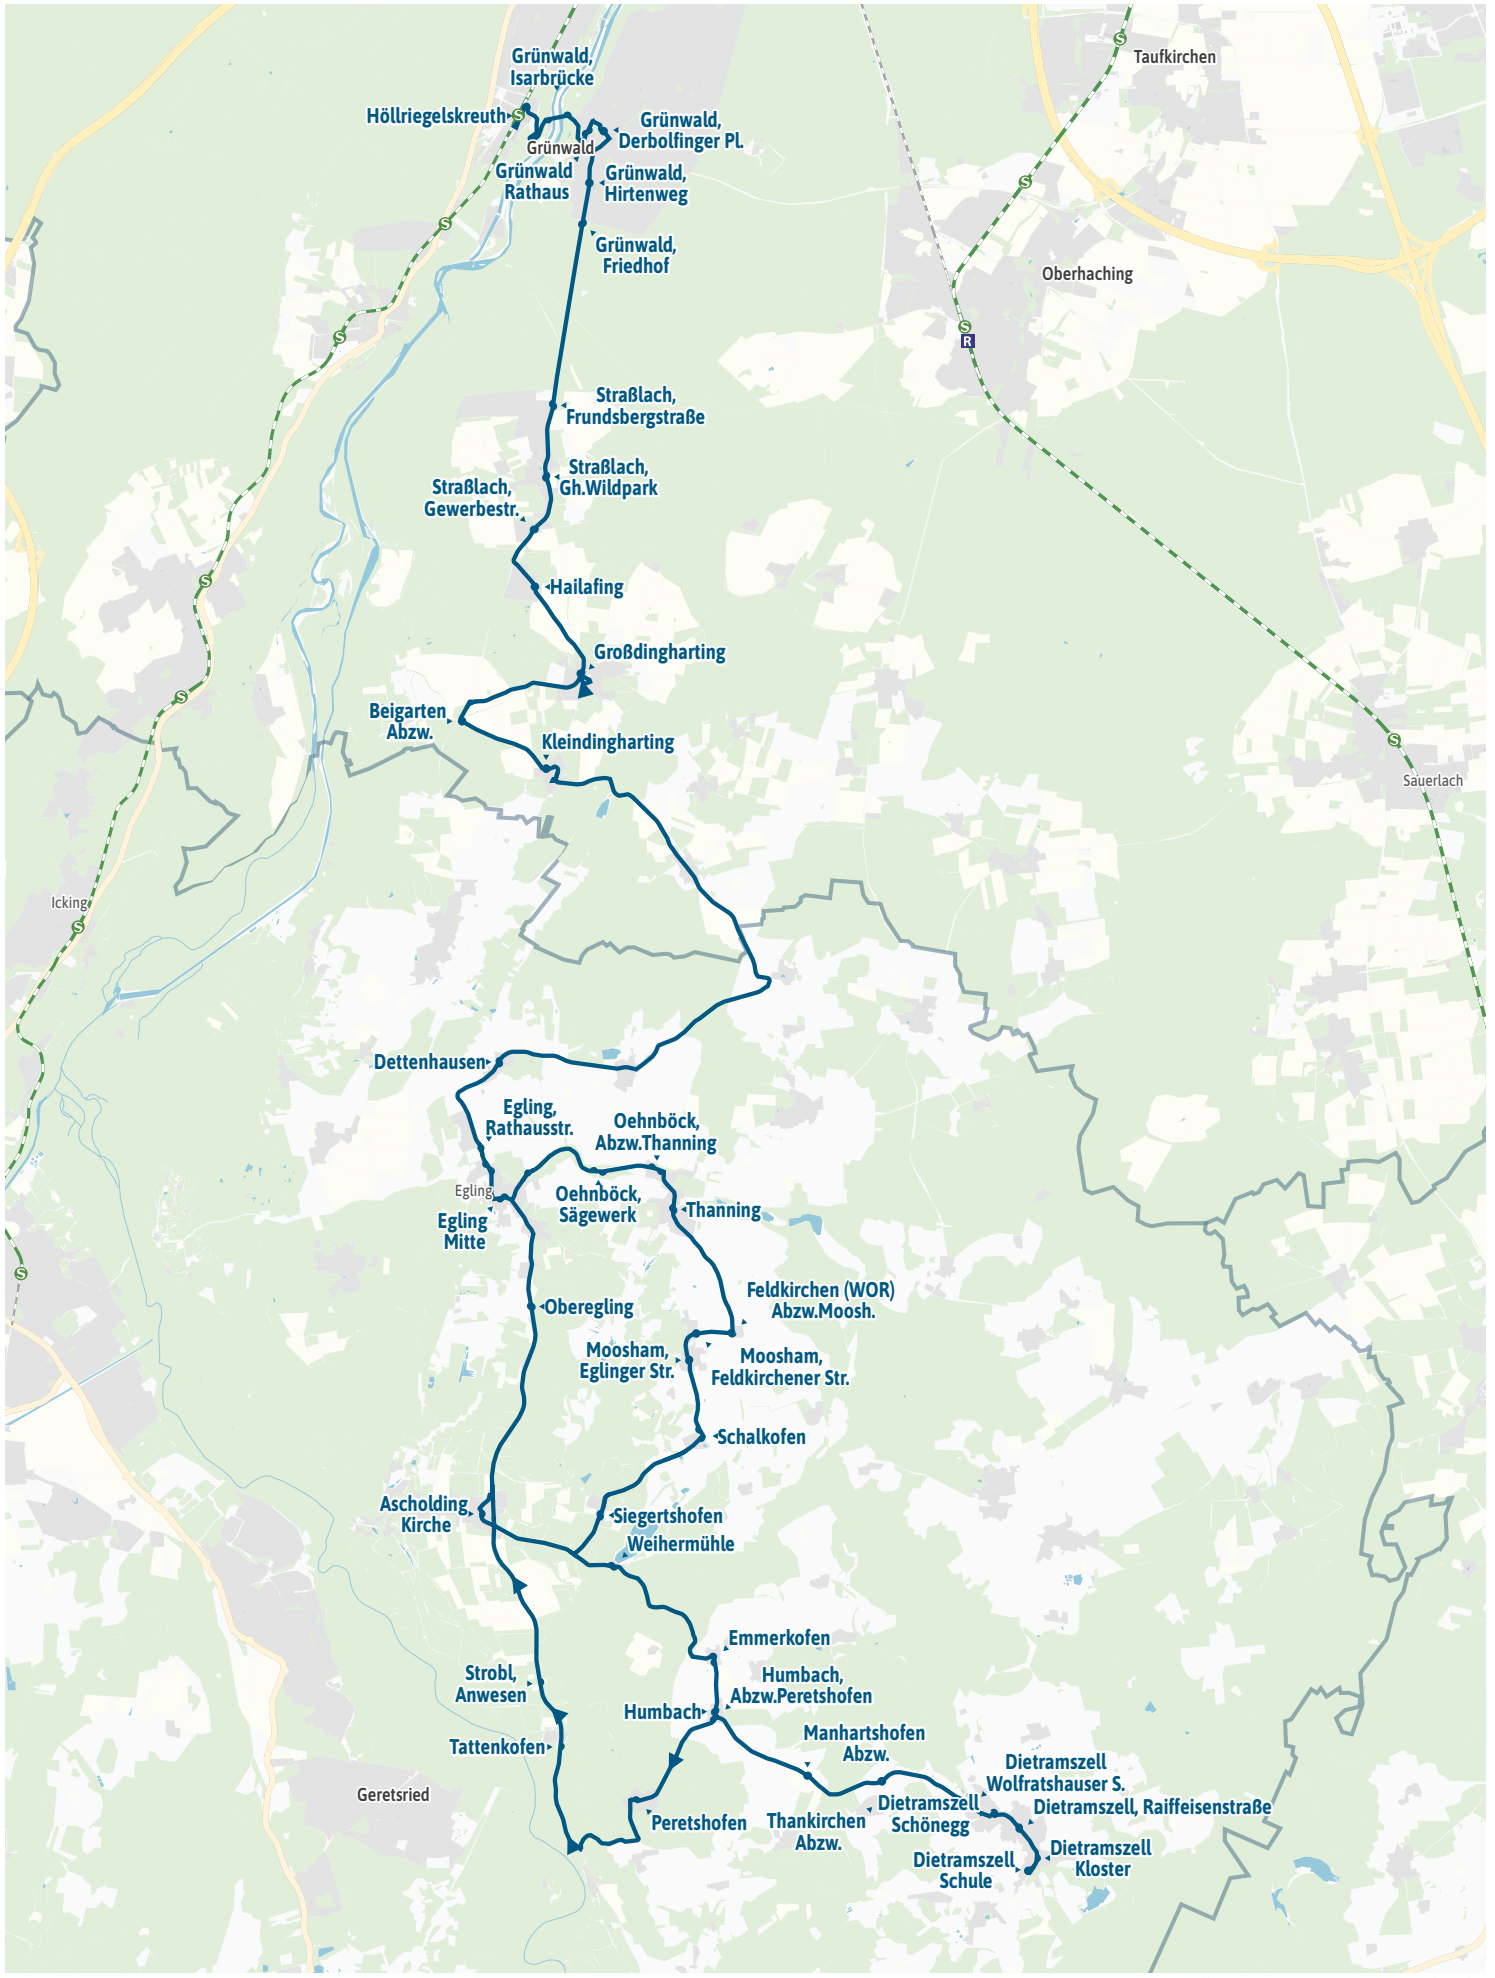 Grünwald,
Isarbrücke
Taufkirchen
Höllriegelskreuth
S
Grünwald,
Derbolfinger Pl.
Grünwald
Grünwald
Rathaus
Grünwald,
Hirtenweg
S
S
S
Grünwald,
Friedhof
Oberhaching
S
S
R
Straßlach,
Frundsbergstraße
Straßlach,
Gh.Wildpark
Straßlach,
Gewerbestr.
S
Hailafing
Großdingharting
S
Beigarten
Abzw.
Kleindingharting
S
Sauerlach
Icking
S
Dettenhausen
Egling,
Rathausstr.
Oehnböck,
Abzw.Thanning
Egling
Oehnböck,
Sägewerk
Thanning
Egling
Mitte
S
Feldkirchen (WOR)
Abzw.Moosh.
Oberegling
Moosham,
Eglinger Str.
Moosham,
Feldkirchener Str.
Schalkofen
Ascholding
Kirche
Siegertshofen
Weihermühle
Emmerkofen
Strobl,
Anwesen
Humbach,
Abzw.Peretshofen
Humbach
Manhartshofen
Abzw.
Tattenkofen
Dietramszell
Wolfratshauser S.
Geretsried
Dietramszell
Schönegg
Dietramszell, Raiffeisenstraße
Peretshofen
Thankirchen
Abzw.
Dietramszell
Schule
Dietramszell
Kloster